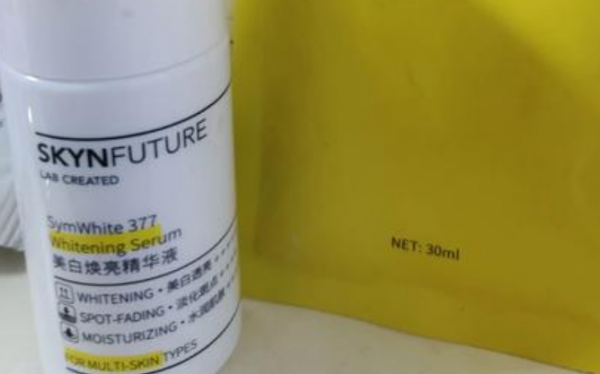 SKYNFUTURE
LAB CREATED
SymWhite 377
Whitening Serum
美白焕亮精华液
WHITENING • 美白透亮
SPOT-FADING • 淡化斑点
MOISTURIZING • 水润肌肤
FOR MULTI-SKIN TYPES
NET: 30ml